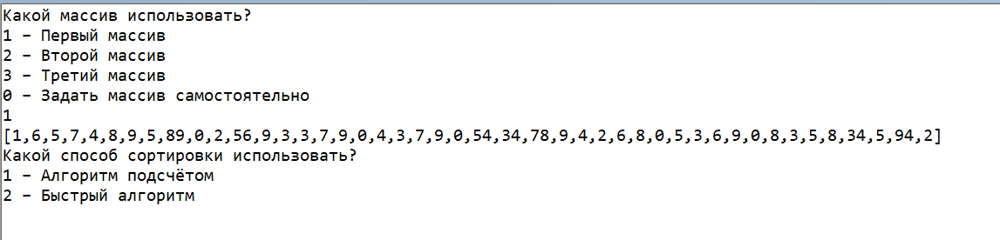 Какой массив использовать?
1 – Первый массив
2 – Второй массив
3 – Третий массив
0 – Задать массив самостоятельно
1
[1,6,5,7,4,8,9,5,89,0,2,56,9,3,3,7,9,0,4,3,7,9,0,54,34,78,9,4,2,6,8,0,5,3,6,9,0,8,3,5,8,34,5,94,2]
Какой способ сортировки использовать?
1 – Алгоритм подсчётом
2 – Быстрый алгоритм